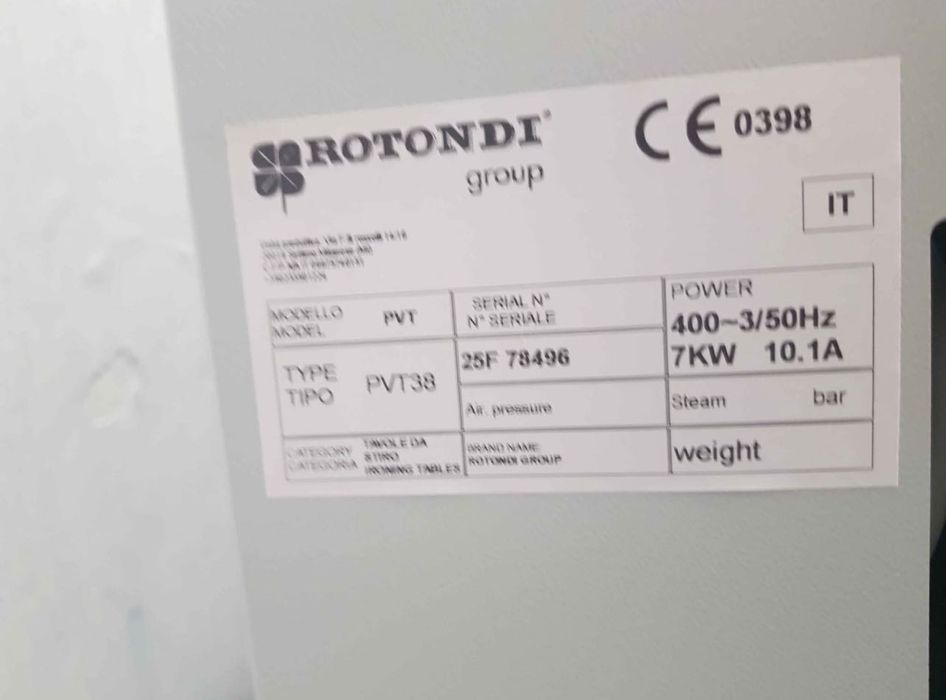 ROTONDI
group
CE 0398
IT
MODELLO
MODEL
PVT
SERIAL N°
N° SERIALE
POWER
400~3/50Hz
7KW 10.1A
TYPE
TIPO
PVT38
25F 78496
Air. pressure
Steam bar
CATEGORY
CATEGORIA
TAVOLE DA
STIRO
IRONING TABLES
BRAND NAME
ROTONDI GROUP
weight